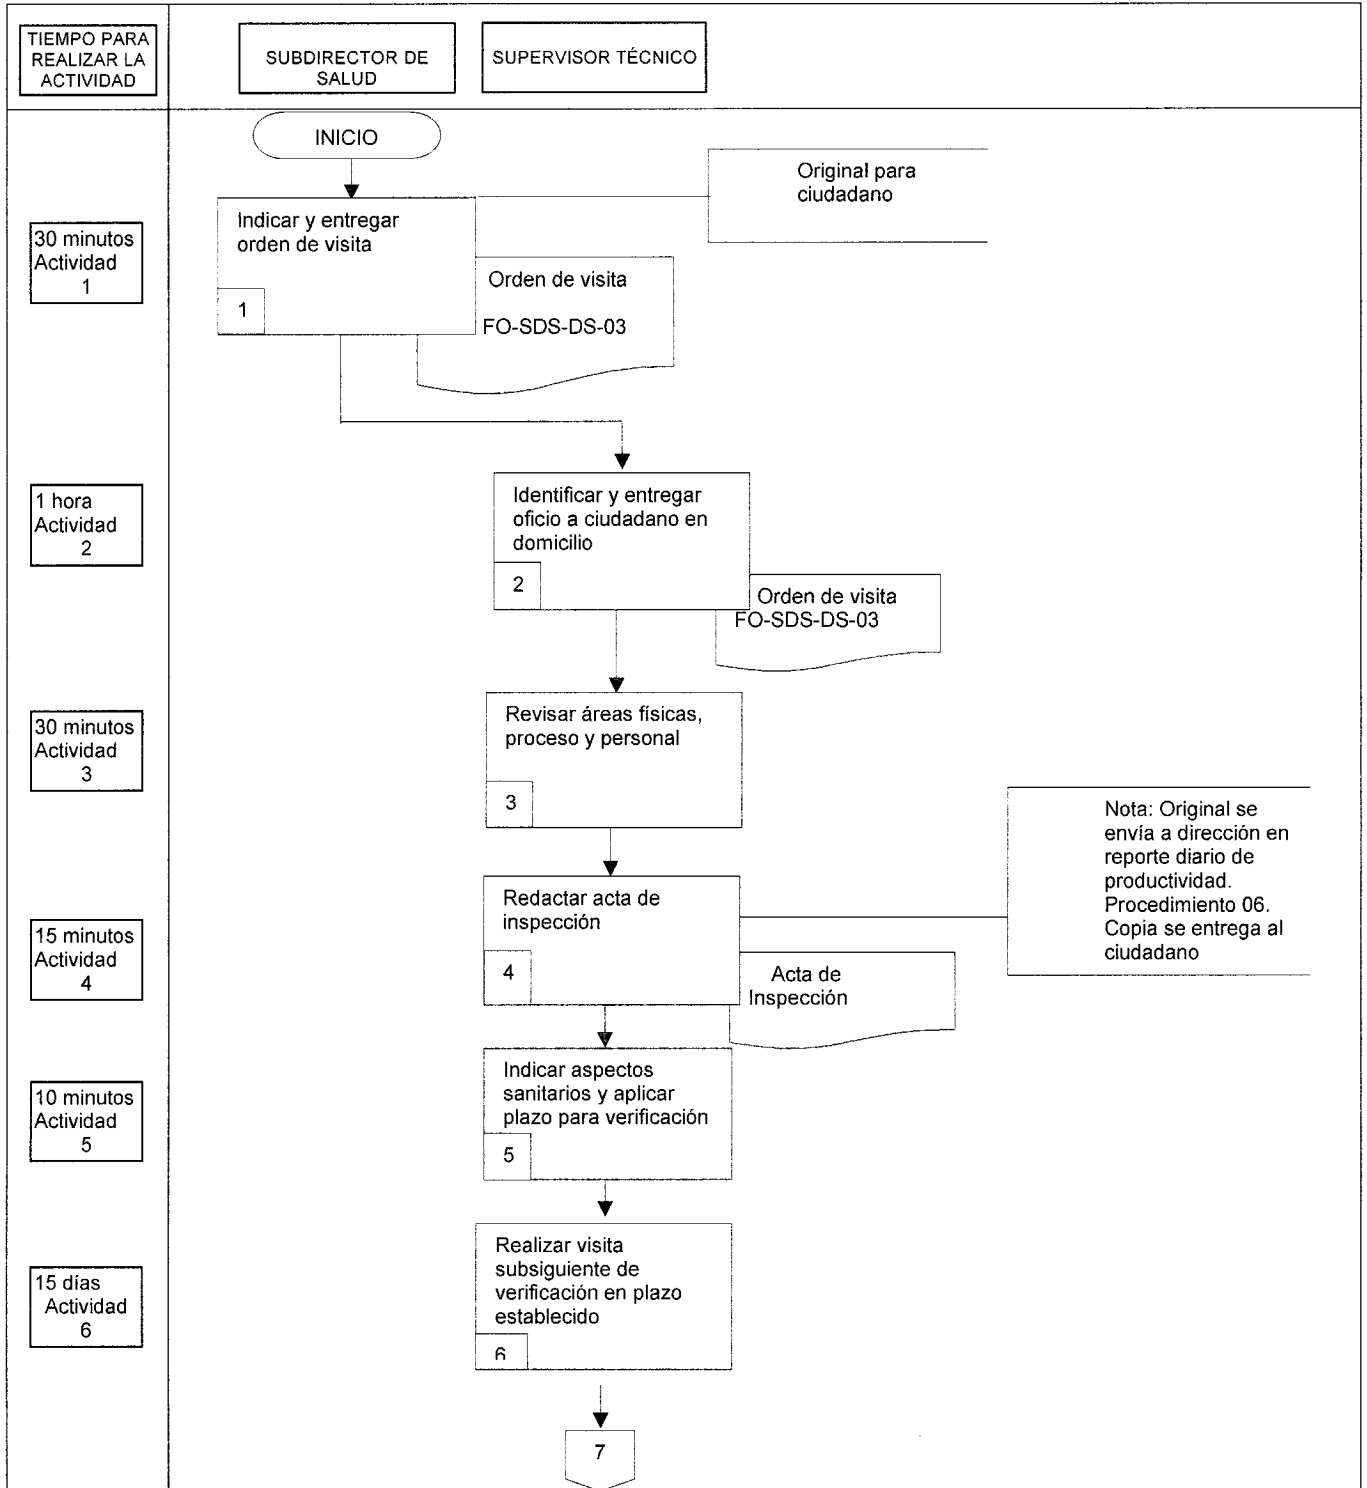 TIEMPO PARA
REALIZAR LA
ACTIVIDAD
SUBDIRECTOR DE
SALUD
SUPERVISOR TÉCNICO
INICIO
Original para
ciudadano
30 minutos
Actividad
1
Indicar y entregar
orden de visita
1
Orden de visita
FO-SDS-DS-03
1 hora
Actividad
2
Identificar y entregar
oficio a ciudadano en
domicilio
2
Orden de visita
FO-SDS-DS-03
30 minutos
Actividad
3
Revisar áreas físicas,
proceso y personal
3
Nota: Original se
envía a dirección en
reporte diario de
productividad.
Procedimiento 06.
Copia se entrega al
ciudadano
15 minutos
Actividad
4
Redactar acta de
inspección
4
Acta de
Inspección
10 minutos
Actividad
5
Indicar aspectos
sanitarios y aplicar
plazo para verificación
5
15 días
Actividad
6
Realizar visita
subsiguiente de
verificación en plazo
establecido
6
7